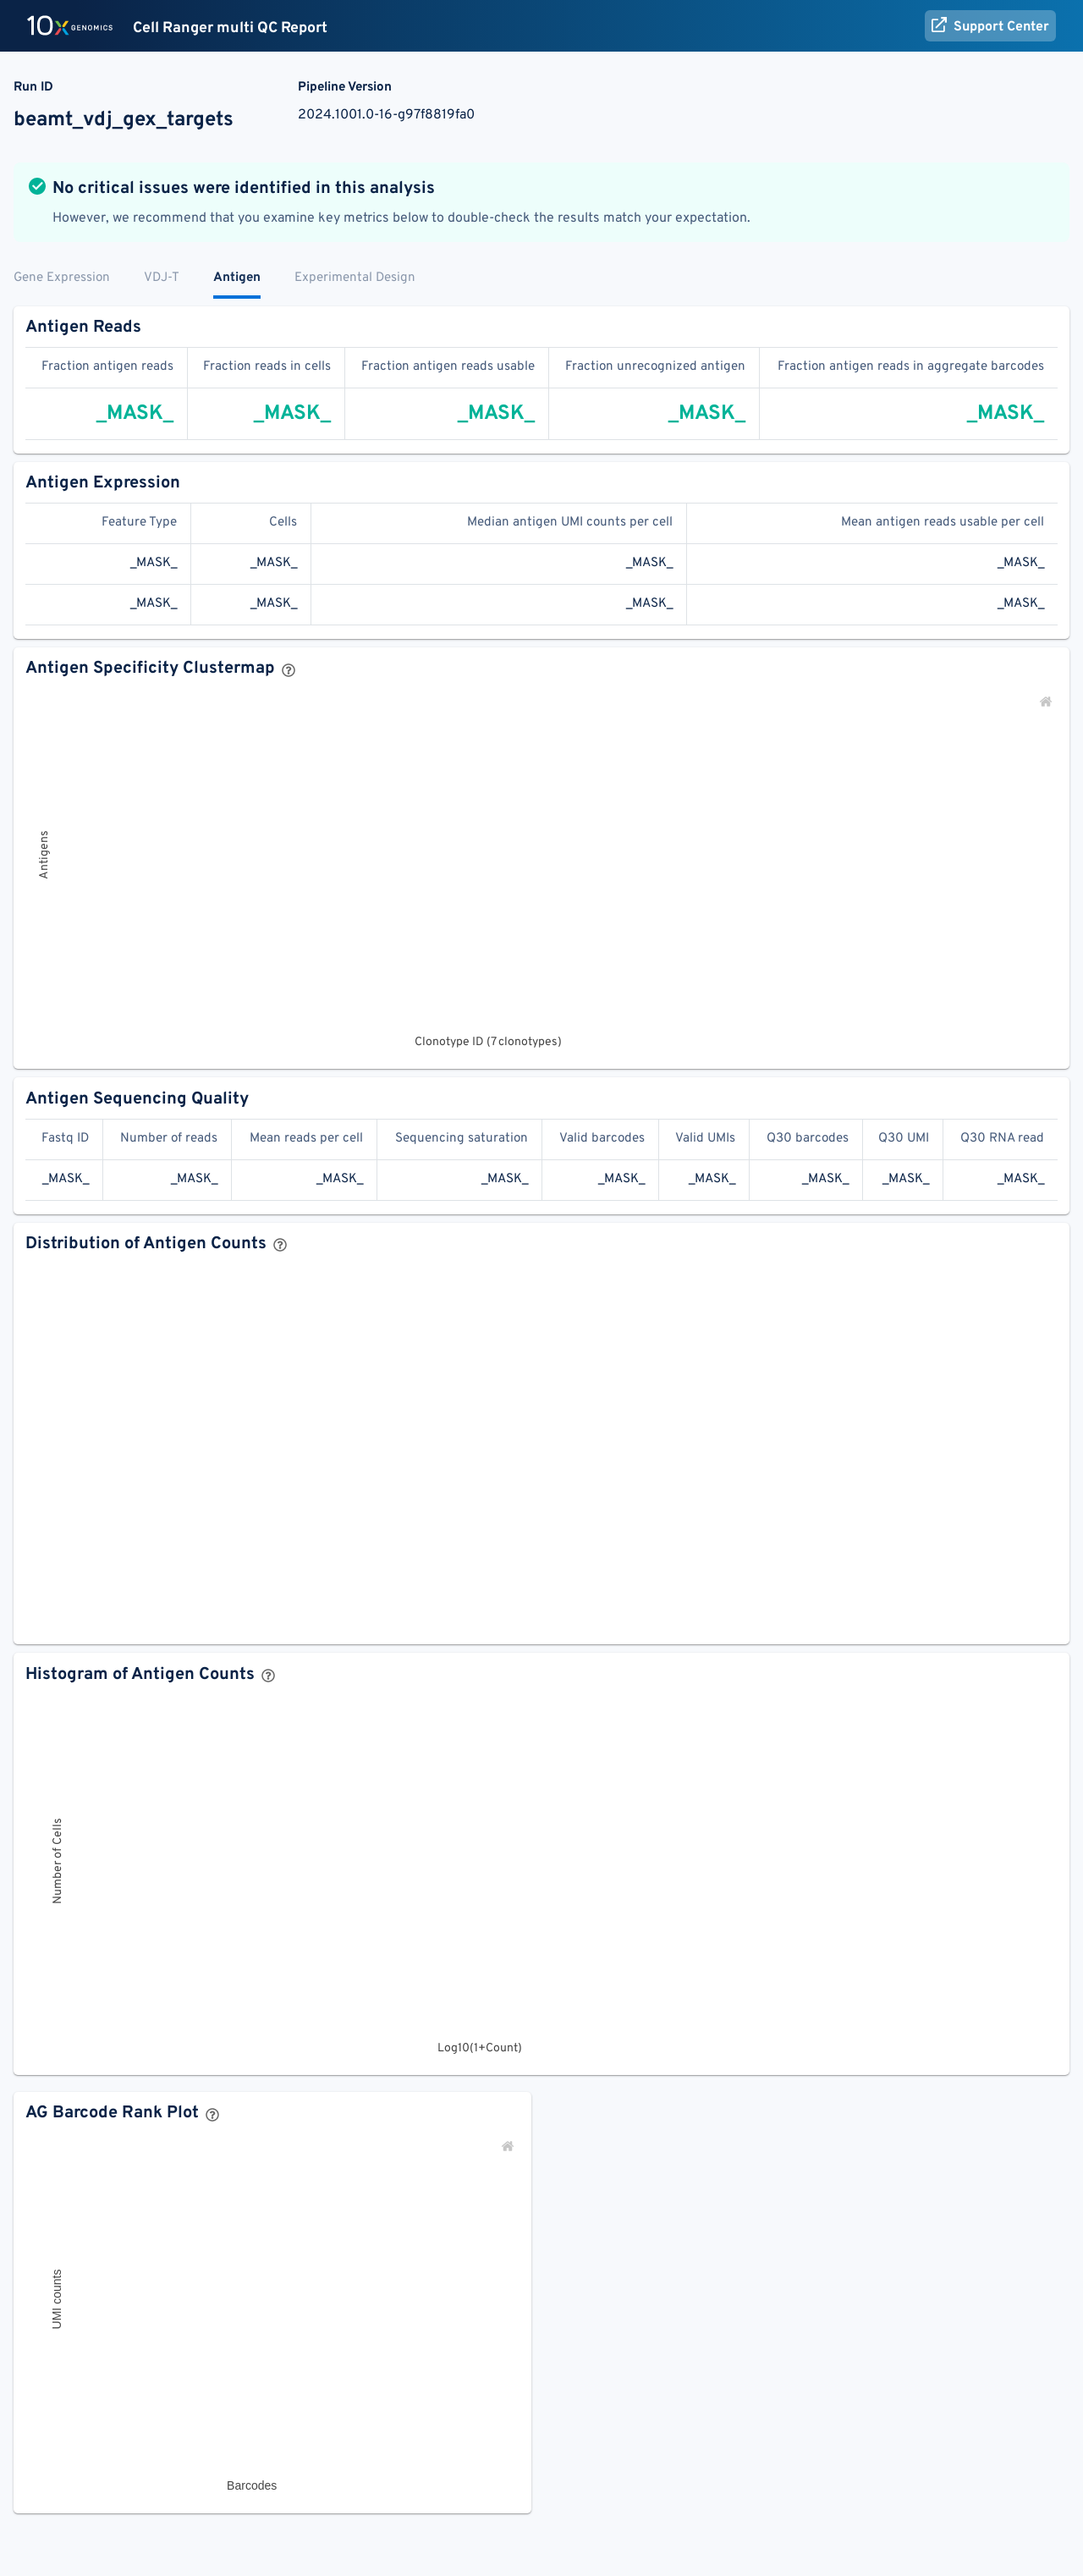 10x GENOMICS Cell Ranger multi QC Report Support Center
Run ID Pipeline Version
beamt_vdj_gex_targets 2024.1001.0-16-g97f8819fa0
No critical issues were identified in this analysis
However, we recommend that you examine key metrics below to double-check the results match your expectation.
Gene Expression VDJ-T Antigen Experimental Design
Antigen Reads
Fraction antigen reads Fraction reads in cells Fraction antigen reads usable Fraction unrecognized antigen Fraction antigen reads in aggregate barcodes
_MASK_ _MASK_ _MASK_ _MASK_ _MASK_
Antigen Expression
Feature Type Cells Median antigen UMI counts per cell Mean antigen reads usable per cell
_MASK_ _MASK_ _MASK_ _MASK_
_MASK_ _MASK_ _MASK_ _MASK_
Antigen Specificity Clustermap ?
Antigens
Clonotype ID (7 clonotypes)
Antigen Sequencing Quality
Fastq ID Number of reads Mean reads per cell Sequencing saturation Valid barcodes Valid UMIs Q30 barcodes Q30 UMI Q30 RNA read
_MASK_ _MASK_ _MASK_ _MASK_ _MASK_ _MASK_ _MASK_ _MASK_ _MASK_
Distribution of Antigen Counts ?
Histogram of Antigen Counts ?
Number of Cells
Log10(1+Count)
AG Barcode Rank Plot ?
UMI counts
Barcodes